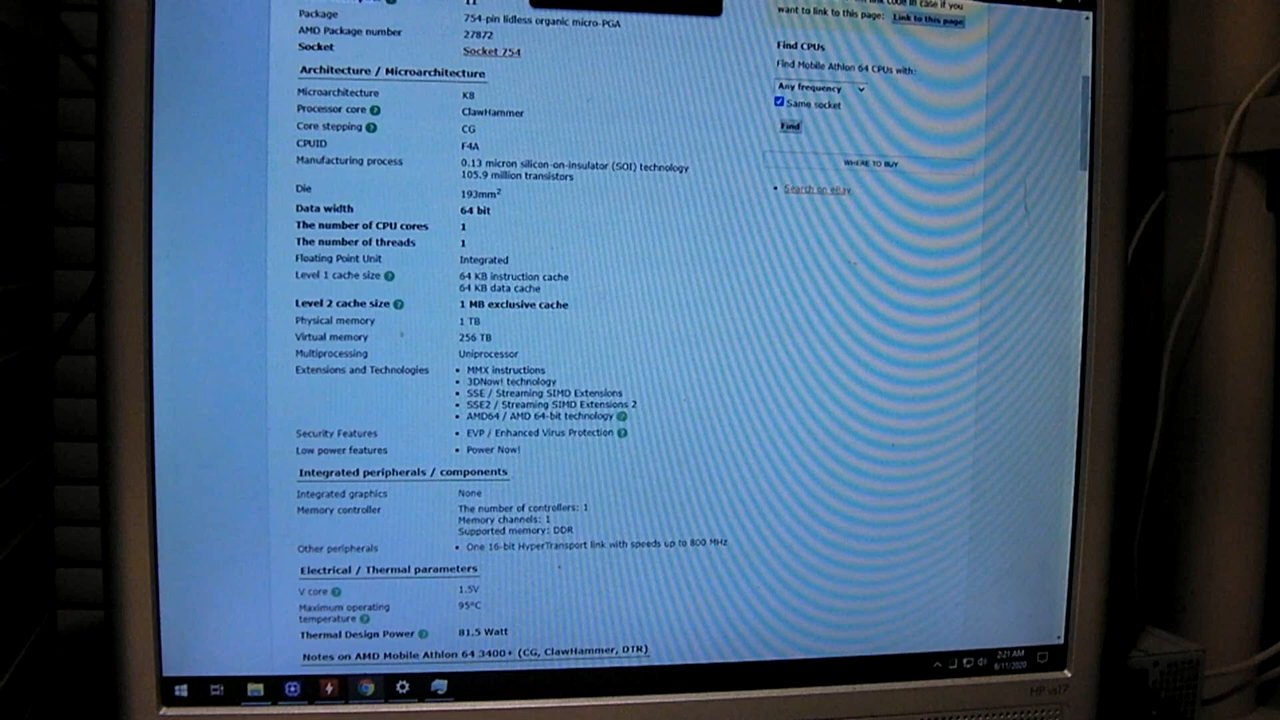 Package 754-pin lidless organic micro-PGA
AMD Package number 27872
Socket Socket 754
Architecture / Microarchitecture
Microarchitecture K8
Processor core ClawHammer
Core stepping CG
CPUID F4A
Manufacturing process 0.13 micron silicon-on-insulator (SOI) technology
105.9 million transistors
Die 193mm²
Data width 64 bit
The number of CPU cores 1
The number of threads 1
Floating Point Unit Integrated
Level 1 cache size 64 KB instruction cache
64 KB data cache
Level 2 cache size 1 MB exclusive cache
Physical memory 1 TB
Virtual memory 256 TB
Multiprocessing Uniprocessor
Extensions and Technologies • MMX instructions
• 3DNow! technology
• SSE / Streaming SIMD Extensions
• SSE2 / Streaming SIMD Extensions 2
• AMD64 / AMD 64-bit technology
Security Features • EVP / Enhanced Virus Protection
Low power features • Power Now!
Integrated peripherals / components
Integrated graphics None
Memory controller The number of controllers: 1
Memory channels: 1
Supported memory: DDR
Other peripherals • One 16-bit HyperTransport link with speeds up to 800 MHz
Electrical / Thermal parameters
V core 1.5V
Maximum operating temperature 95°C
Thermal Design Power 81.5 Watt
Notes on AMD Mobile Athlon 64 3400+ (CG, ClawHammer, DTR)
in case if you
want to link to this page: Link to this page
Find CPUs
Find Mobile Athlon 64 CPUs with:
Any frequency
Same socket
Find
WHERE TO BUY
• Search on eBay
2:21 AM
6/11/2020
HP vs17